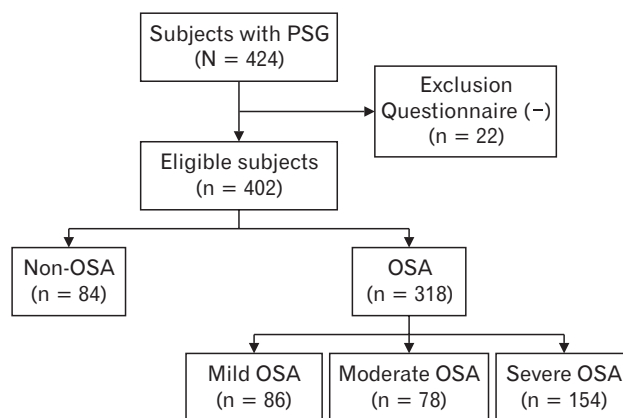 Subjects with PSG
(N = 424)
Exclusion
Questionnaire (−)
(n = 22)
Eligible subjects
(n = 402)
Non-OSA
(n = 84)
OSA
(n = 318)
Mild OSA
(n = 86)
Moderate OSA
(n = 78)
Severe OSA
(n = 154)